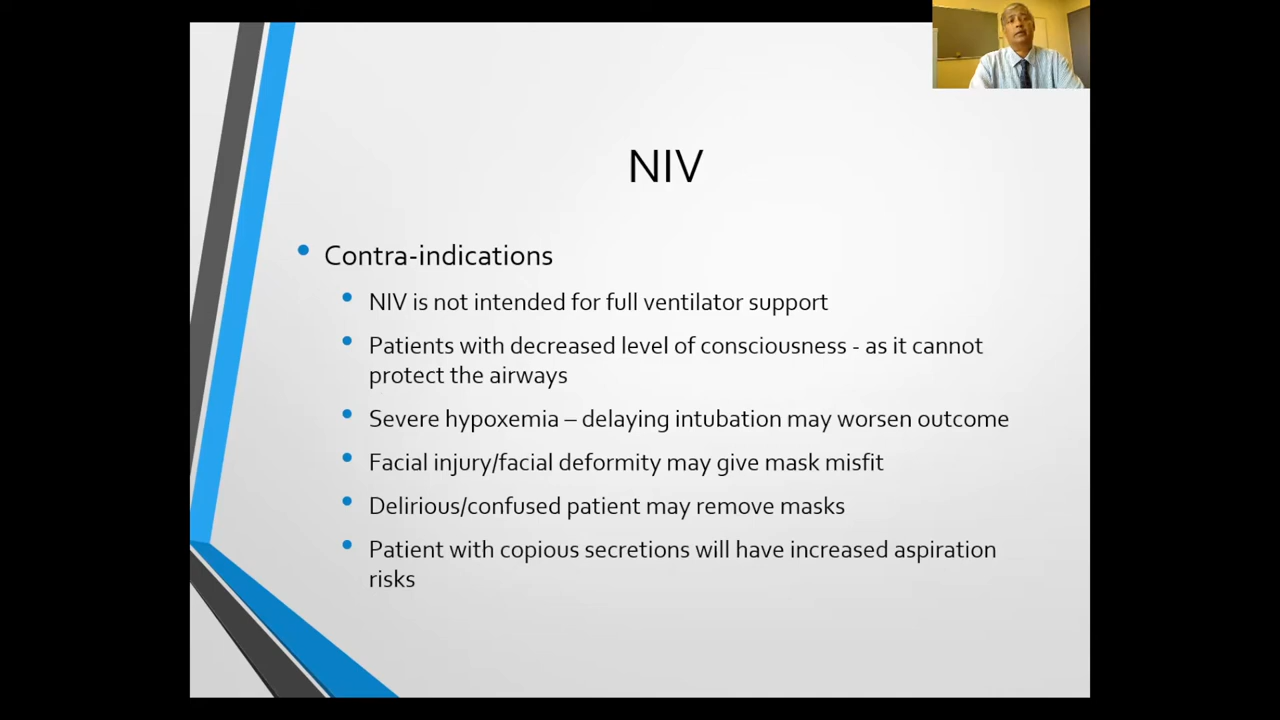 NIV
Contra-indications
NIV is not intended for full ventilator support
Patients with decreased level of consciousness - as it cannot
protect the airways
Severe hypoxemia – delaying intubation may worsen outcome
Facial injury/facial deformity may give mask misfit
Delirious/confused patient may remove masks
Patient with copious secretions will have increased aspiration
risks